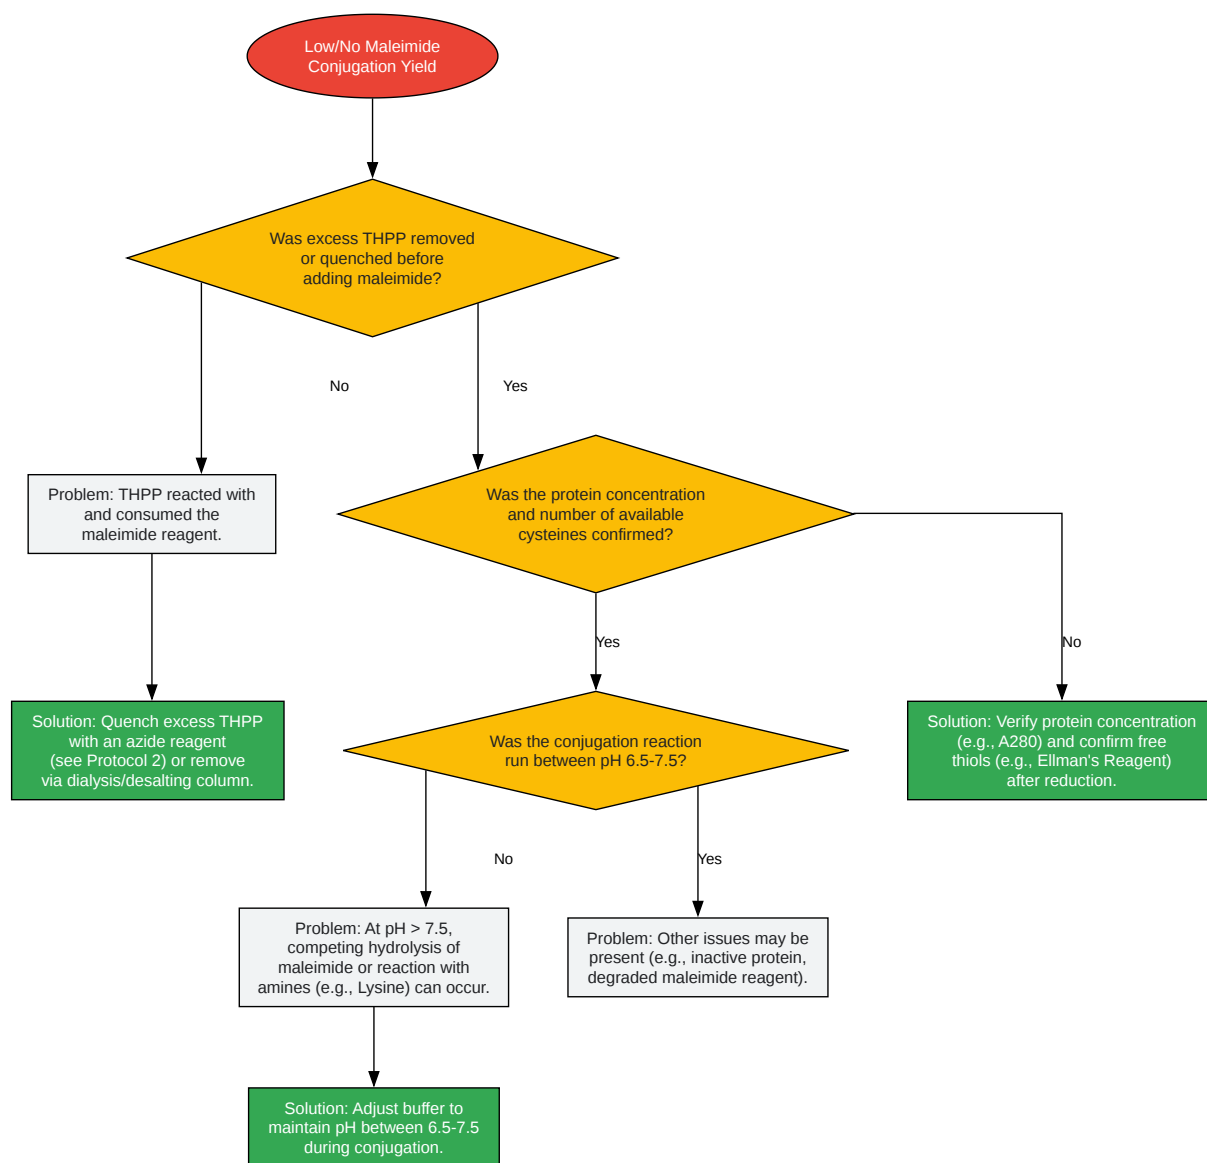 Low/No Maleimide
Conjugation Yield
Was excess THPP removed
or quenched before
adding maleimide?
No
Yes
Problem: THPP reacted with
and consumed the
maleimide reagent.
Was the protein concentration
and number of available
cysteines confirmed?
Yes
No
Solution: Quench excess THPP
with an azide reagent
(see Protocol 2) or remove
via dialysis/desalting column.
Was the conjugation reaction
run between pH 6.5-7.5?
Solution: Verify protein concentration
(e.g., A280) and confirm free
thiols (e.g., Ellman's Reagent)
after reduction.
No
Yes
Problem: At pH > 7.5,
competing hydrolysis of
maleimide or reaction with
amines (e.g., Lysine) can occur.
Problem: Other issues may be
present (e.g., inactive protein,
degraded maleimide reagent).
Solution: Adjust buffer to
maintain pH between 6.5-7.5
during conjugation.